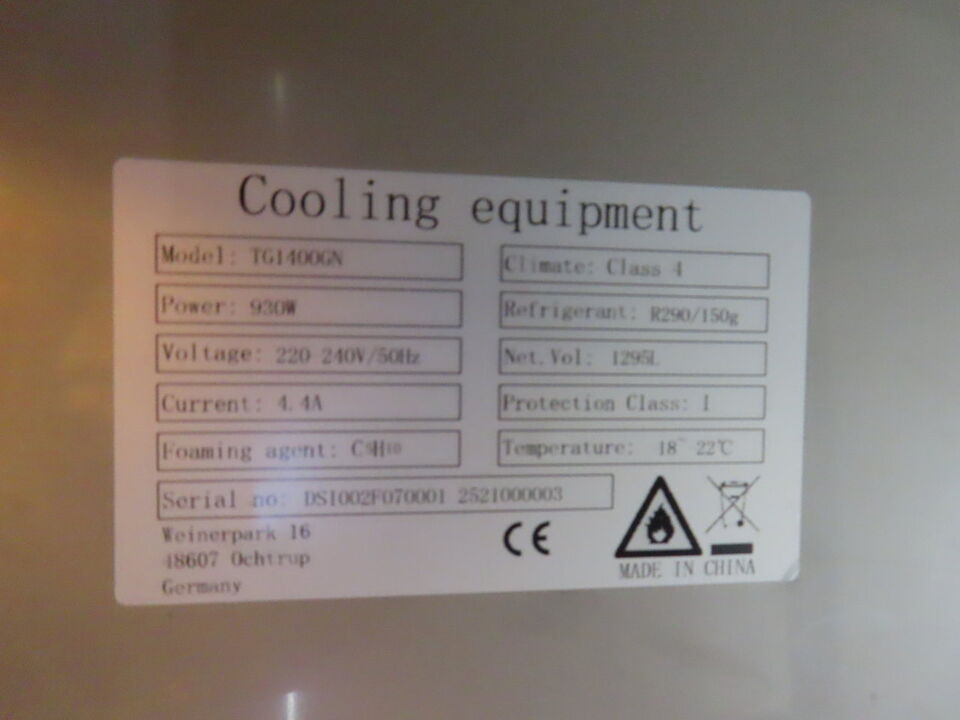 Cooling equipment
Model: TG1400GN
Climate: Class 4
Power: 930W
Refrigerant: R290/150g
Voltage: 220-240V/50Hz
Net.Vol: 1295L
Current: 4.4A
Protection Class: I
Foaming agent: C5H10
Temperature: 18~22℃
Serial no: DS1002F070001 2521000003
Weinerpark 16
48607 Ochtrup
Germany
CE
MADE IN CHINA